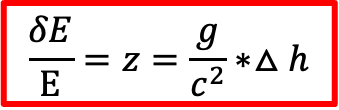 δE/E = z = g/c² * △ h